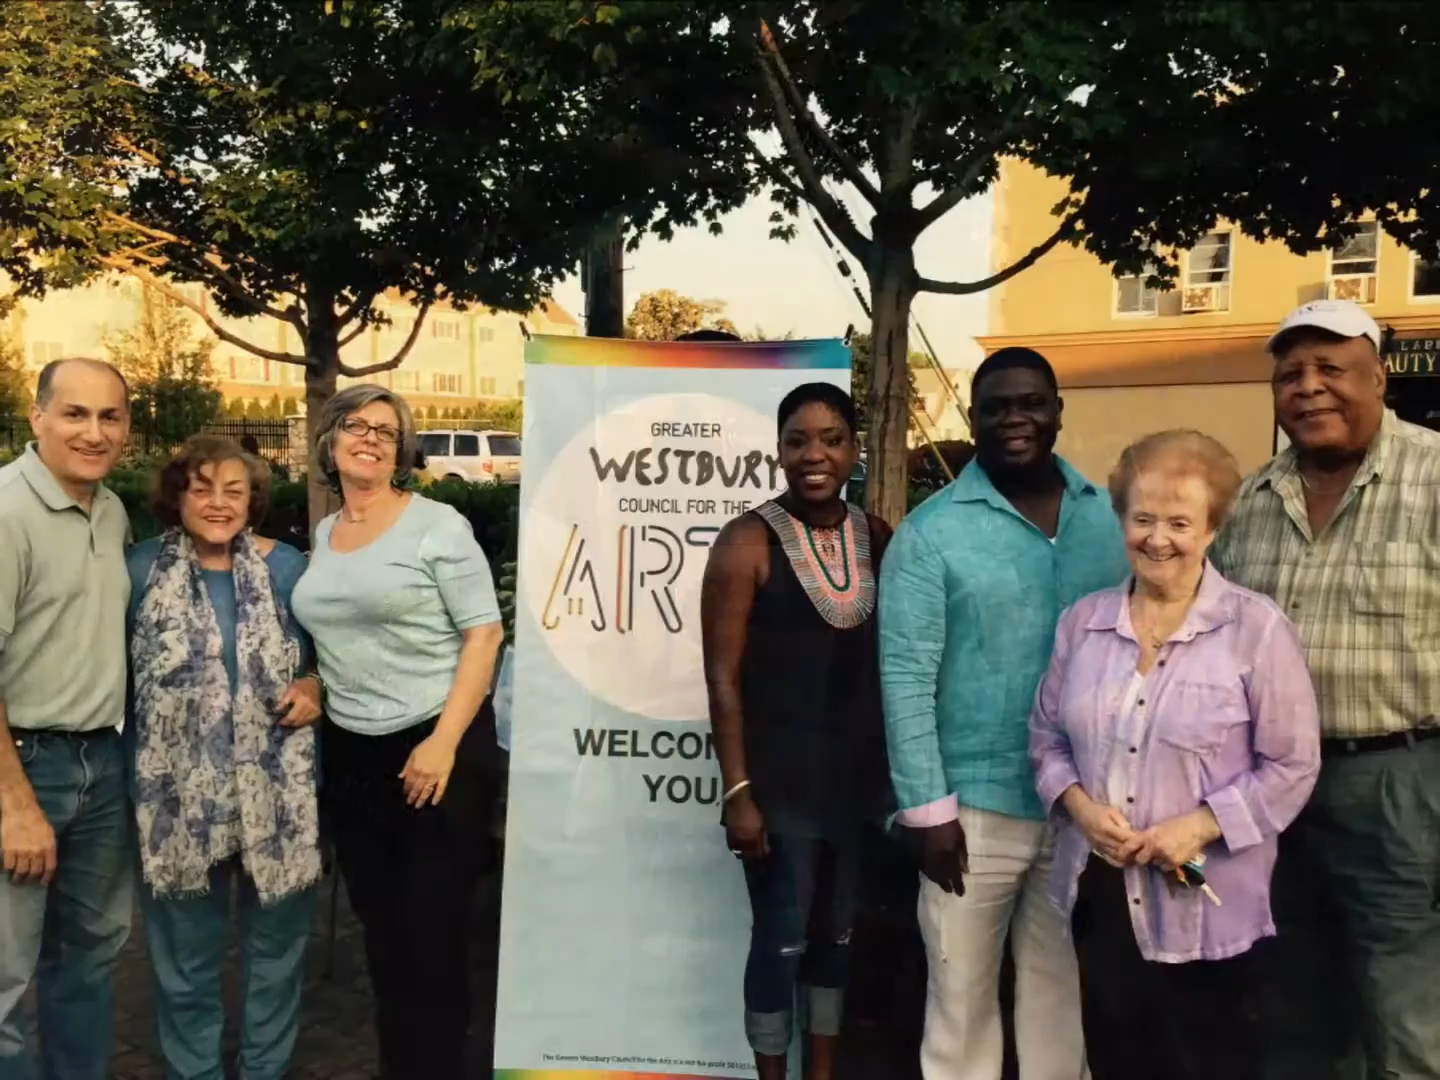 GREATER
WESTBURY
COUNCIL FOR THE
ART
WELCOM
YOU
AUTY